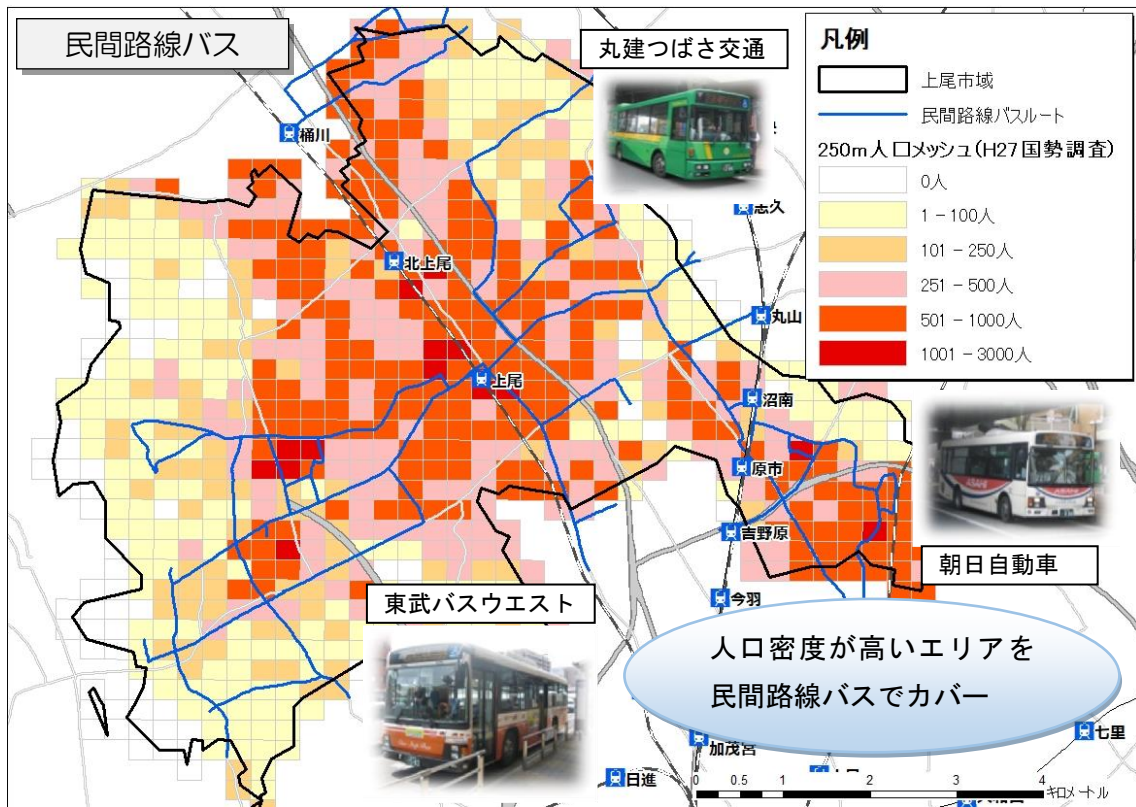 民間路線バス
丸建つばさ交通
凡例
上尾市域
民間路線バスルート
250m人口メッシュ(H27国勢調査)
0人
1 - 100人
101 - 250人
251 - 500人
501 - 1000人
1001 - 3000人
桶川
志久
北上尾
丸山
上尾
沼南
原市
吉野原
朝日自動車
今羽
東武バスウエスト
人口密度が高いエリアを
民間路線バスでカバー
加茂宮
七里
日進
0 0.5 1 2 3 4
キロメートル